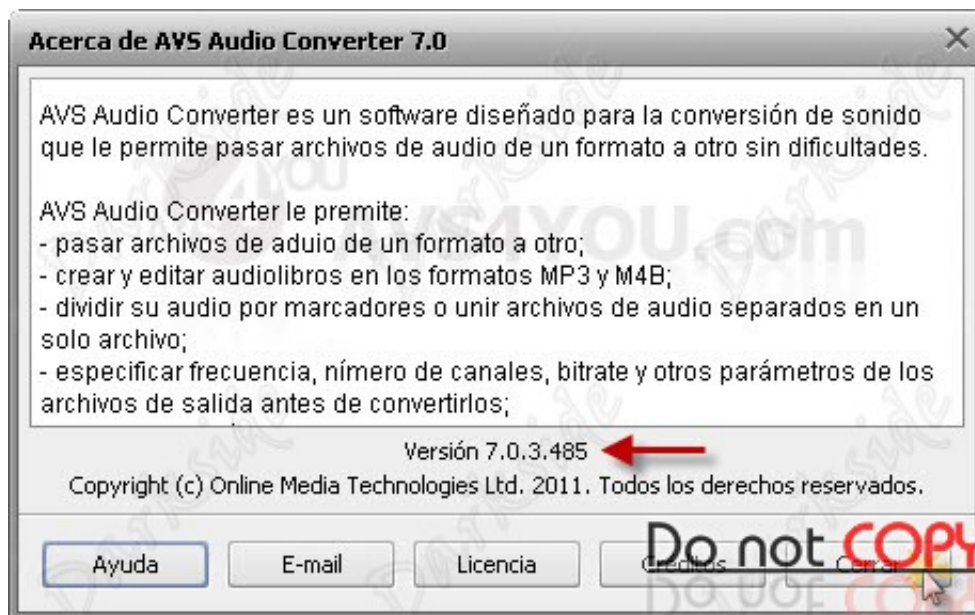 Acerca de AVS Audio Converter 7.0
AVS Audio Converter es un software diseñado para la conversión de sonido
que le permite pasar archivos de audio de un formato a otro sin dificultades.
AVS Audio Converter le premite:
- pasar archivos de aduio de un formato a otro;
- crear y editar audiolibros en los formatos MP3 y M4B;
- dividir su audio por marcadores o unir archivos de audio separados en un
solo archivo;
- especificar frecuencia, nímero de canales, bitrate y otros parámetros de los
archivos de salida antes de convertirlos;
4YOU
AVS4YOU.com
Versión 7.0.3.485
Copyright (c) Online Media Technologies Ltd. 2011. Todos los derechos reservados.
Ayuda
E-mail
Licencia
Créditos
Cerrar
Do not COPY
Darkside